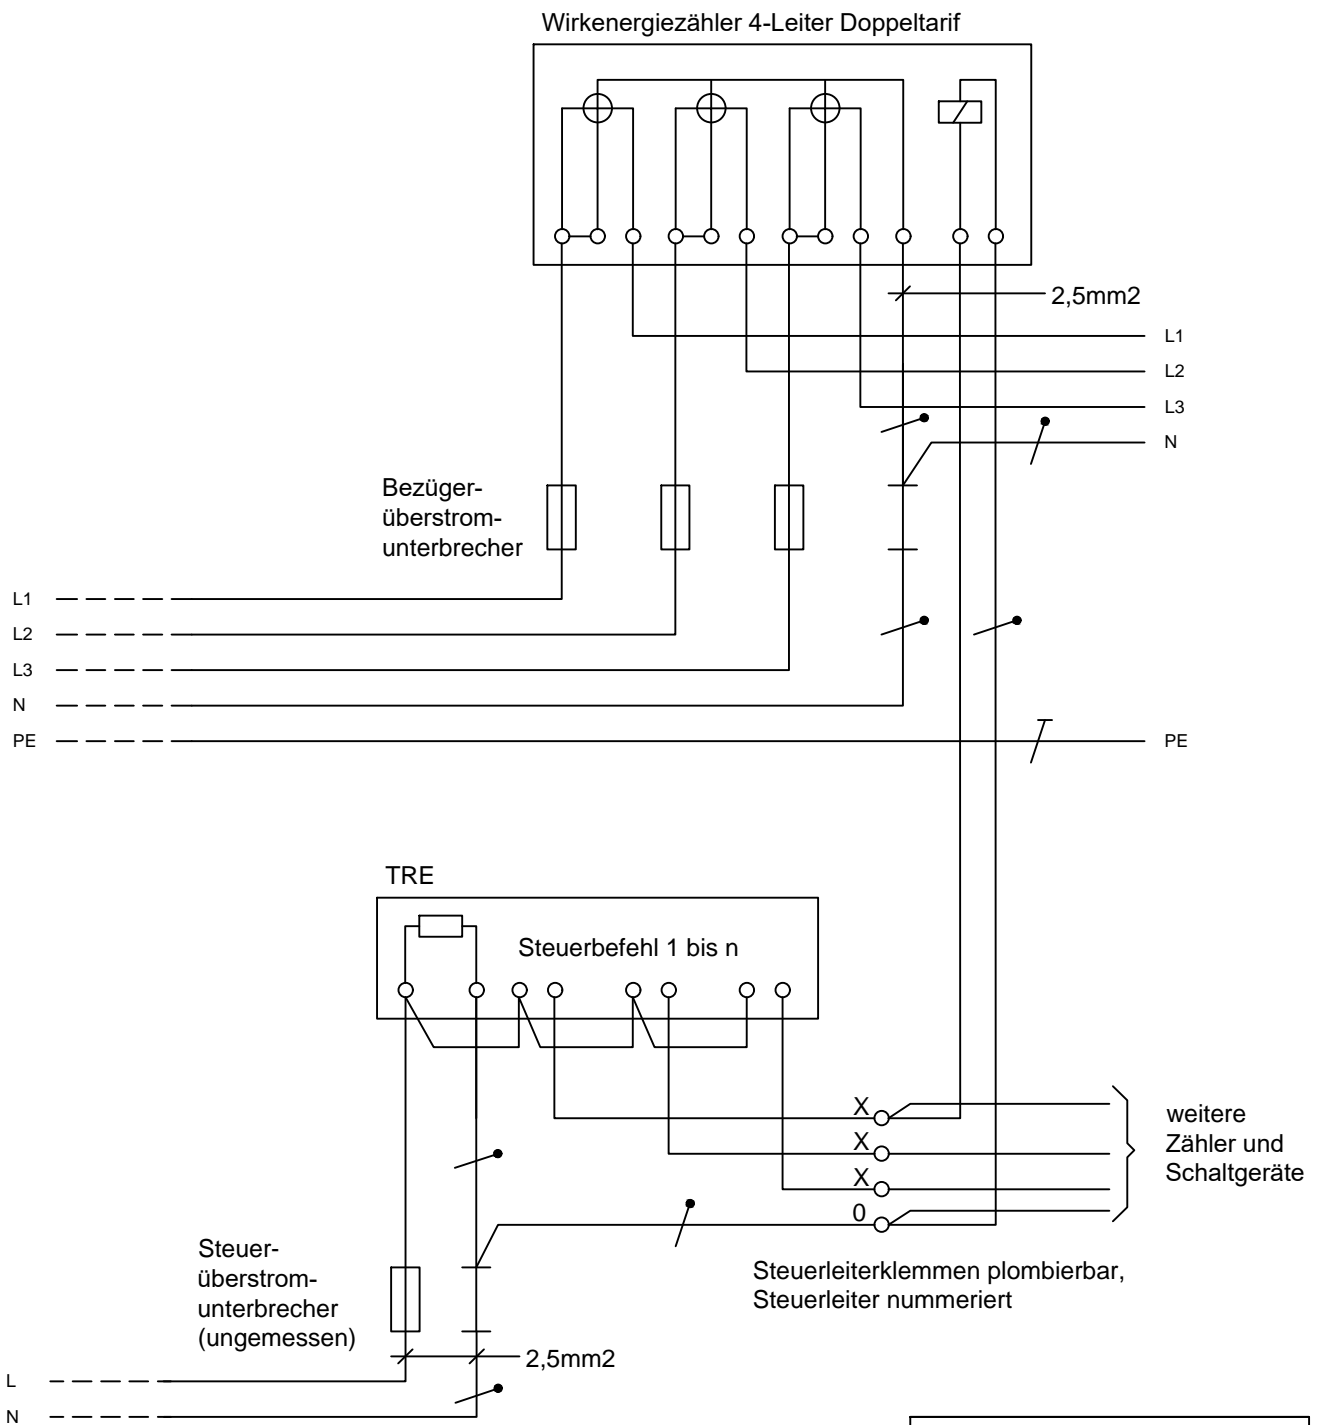 Wirkenergiezähler 4-Leiter Doppeltarif
2,5mm2
L1
L2
L3
N
Bezüger-
überstrom-
unterbrecher
L1
L2
L3
N
PE
PE
TRE
Steuerbefehl 1 bis n
X
X
X
0
weitere
Zähler und
Schaltgeräte
Steuer-
überstrom-
unterbrecher
(ungemessen)
Steuerleiterklemmen plombierbar,
Steuerleiter nummeriert
2,5mm2
L
N